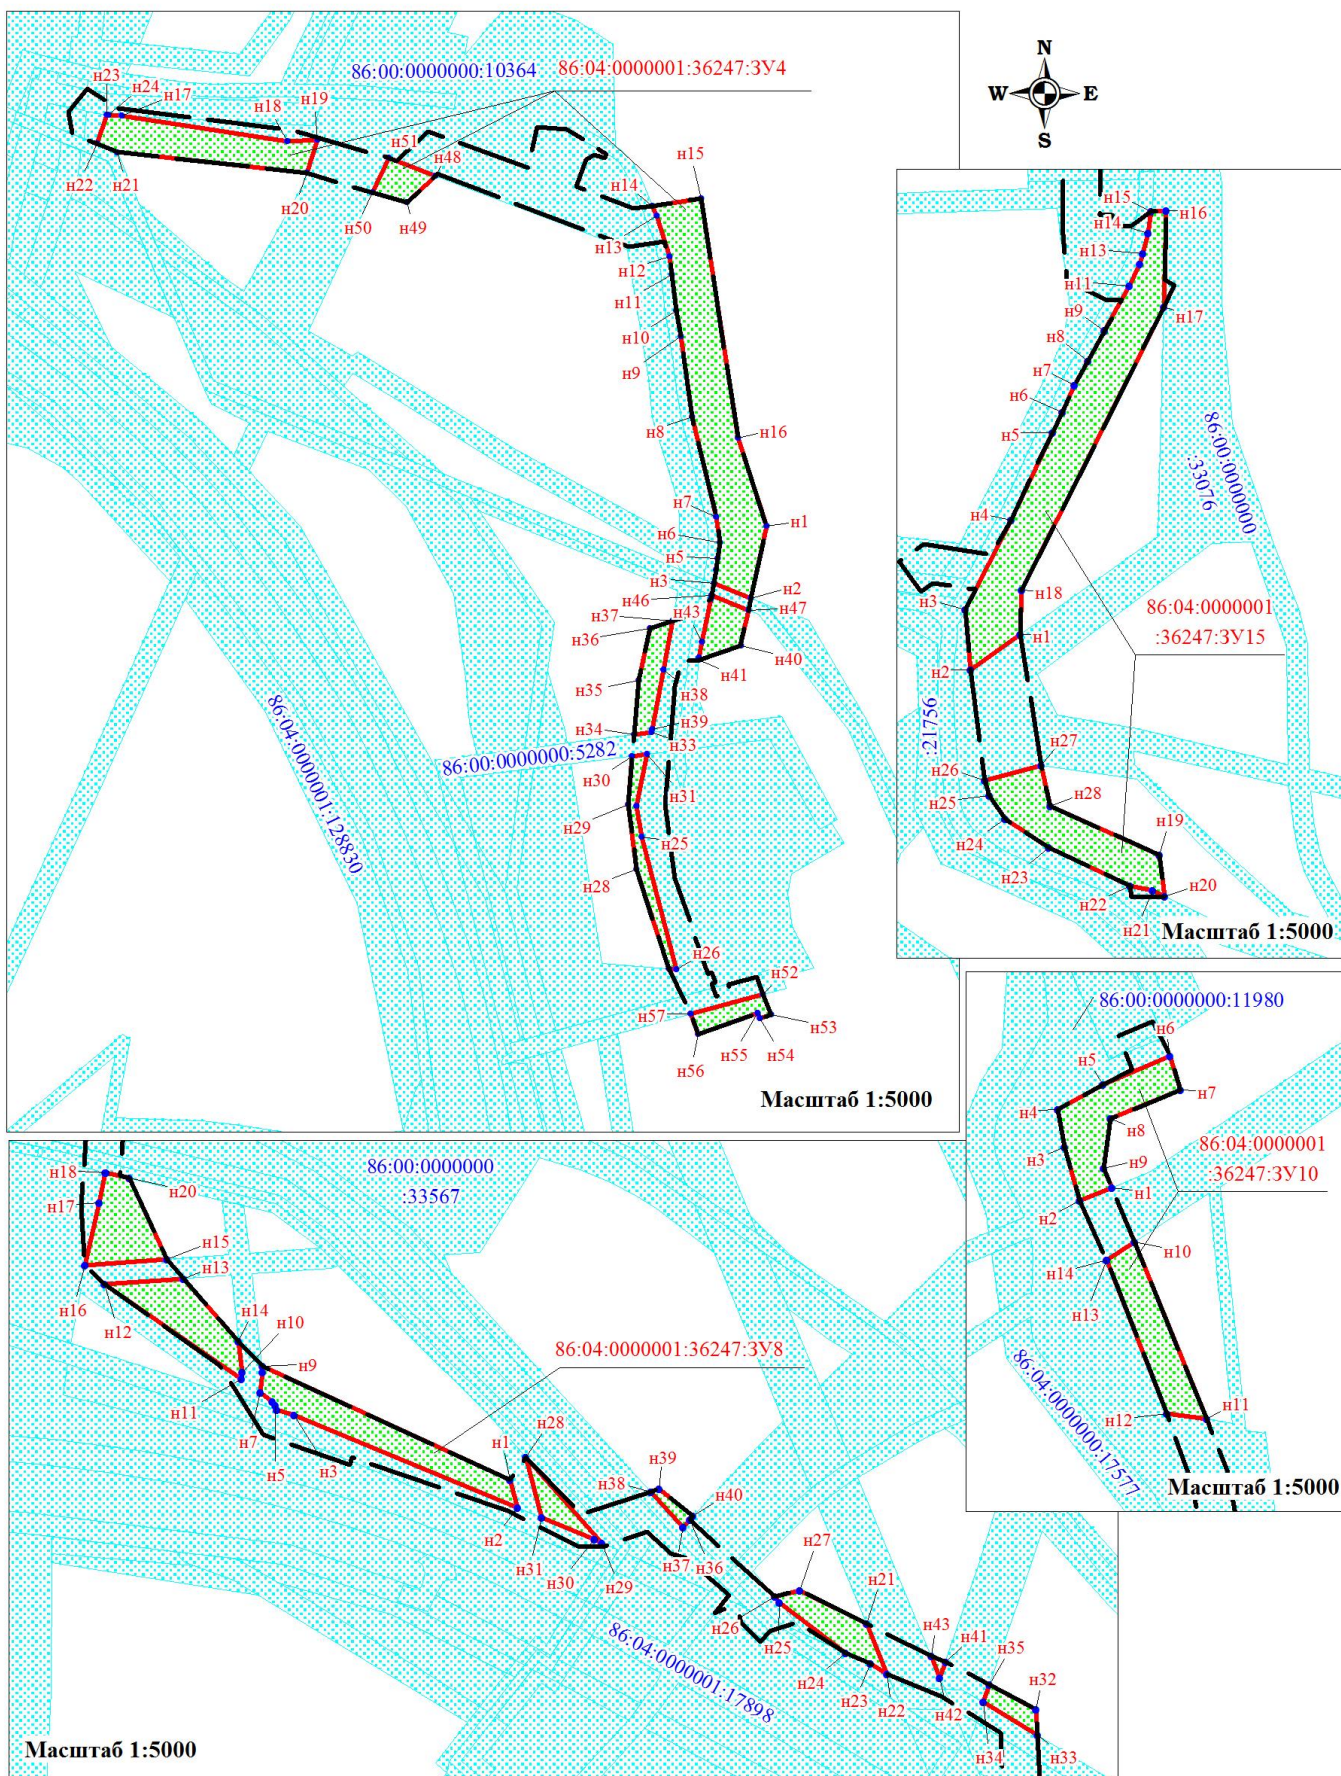 86:00:0000000:10364
86:04:0000001:36247:ЗУ4
н23
н24
н17
н18
н19
н51
н48
н22
н21
н20
н50
н49
н15
н14
н13
н12
н11
н10
н9
н8
н16
н7
н6
н5
н1
н3
н46
н43
н2
н47
н37
н36
н41
н40
н35
н38
н34
н39
н33
86:00:0000000:5282
86:04:0000001:128830
н30
н31
н29
н25
н28
н26
н52
н57
н53
н55
н54
н56
Масштаб 1:5000
N
W
E
S
н15
н16
н14
н13
н11
н17
н9
н8
н7
н6
н5
н4
н3
н18
н1
н2
86:00:0000000
:33076
86:04:0000001
:36247:ЗУ15
:21756
н27
н26
н25
н28
н24
н19
н23
н22
н20
н21
Масштаб 1:5000
86:00:0000000:11980
н6
н5
н7
н4
н8
н3
н9
86:04:0000001
:36247:ЗУ10
н1
н2
н10
н14
н13
н12
н11
86:04:0000000:17577
Масштаб 1:5000
86:00:0000000
:33567
н18
н20
н17
н15
н13
н16
н12
н14
н10
н9
86:04:0000001:36247:ЗУ8
н11
н7
н5
н3
н1
н28
н2
н31
н30
н29
н38
н39
н40
н37
н36
н27
н26
н25
н21
н24
н23
н22
н43
н41
н35
н42
н32
н34
н33
86:04:0000001:17898
Масштаб 1:5000